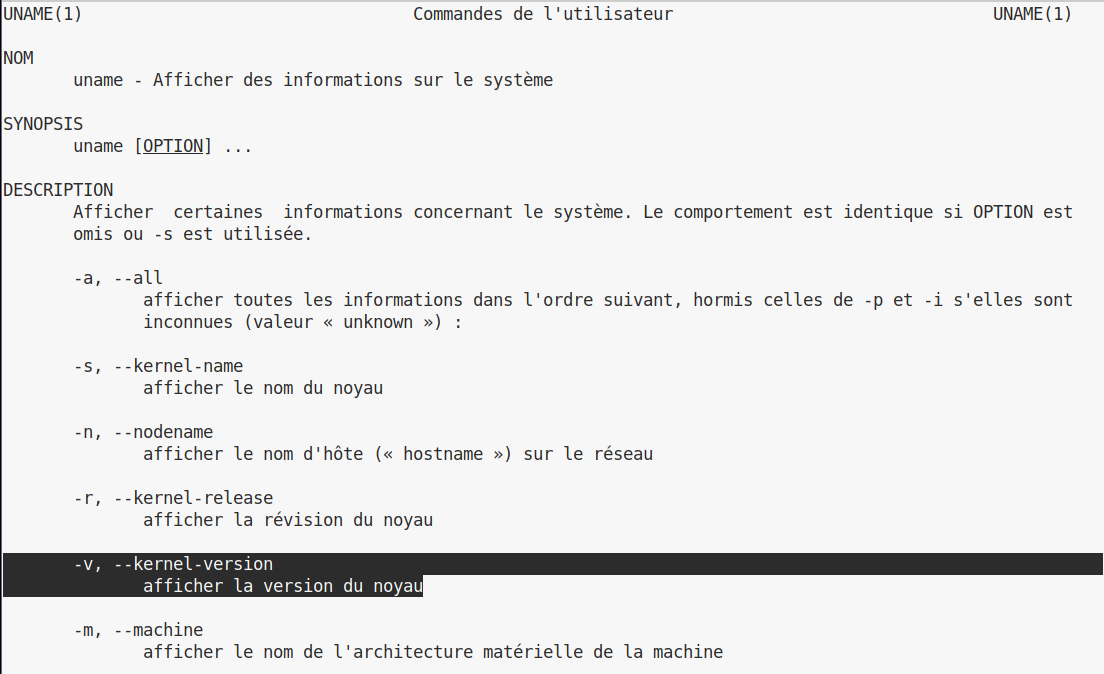 UNAME(1) Commandes de l'utilisateur UNAME(1)
NOM
uname - Afficher des informations sur le système
SYNOPSIS
uname [OPTION] ...
DESCRIPTION
Afficher certaines informations concernant le système. Le comportement est identique si OPTION est
omis ou -s est utilisée.
-a, --all
afficher toutes les informations dans l'ordre suivant, hormis celles de -p et -i s'elles sont
inconnues (valeur « unknown ») :
-s, --kernel-name
afficher le nom du noyau
-n, --nodename
afficher le nom d'hôte (« hostname ») sur le réseau
-r, --kernel-release
afficher la révision du noyau
-v, --kernel-version
afficher la version du noyau
-m, --machine
afficher le nom de l'architecture matérielle de la machine